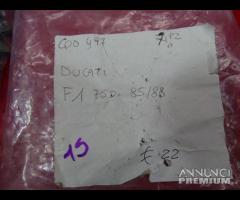 COD 497
DUCATI
F1 750. 85/88
15
€ 22
ANNUNCI
PREMIUM